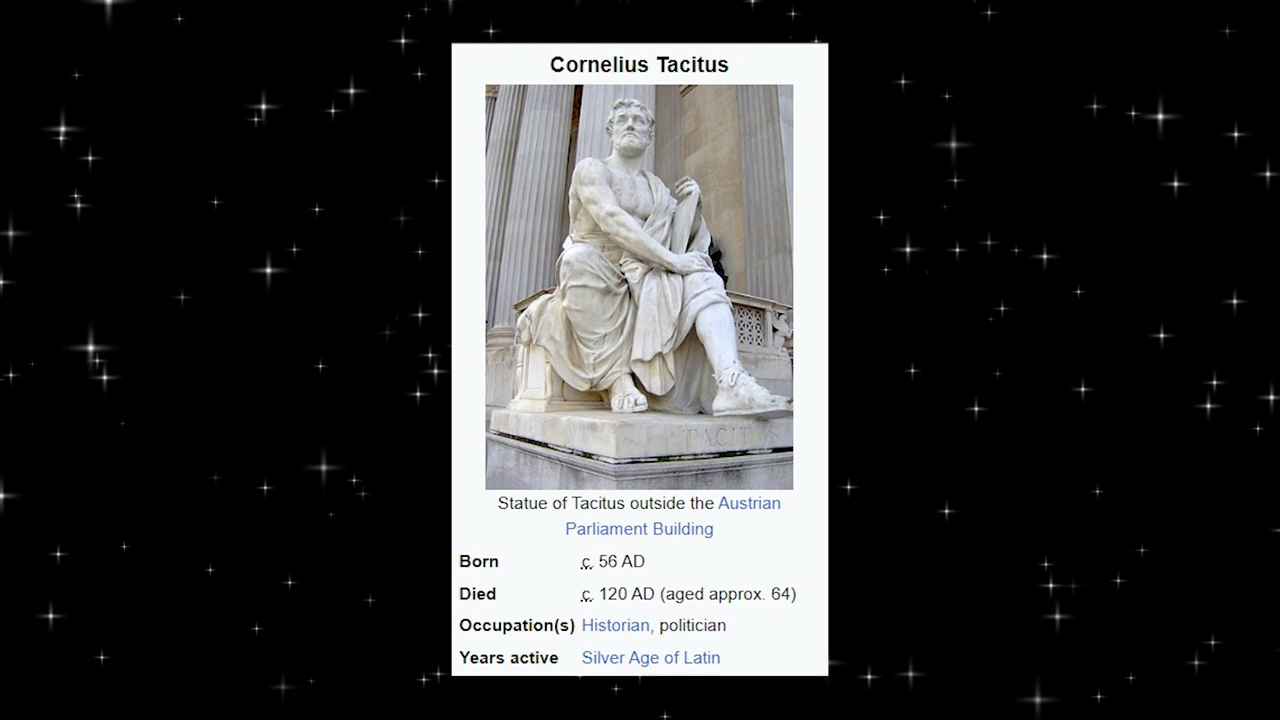 Cornelius Tacitus
TACITVS
Statue of Tacitus outside the Austrian
Parliament Building
Born c. 56 AD
Died c. 120 AD (aged approx. 64)
Occupation(s) Historian, politician
Years active Silver Age of Latin